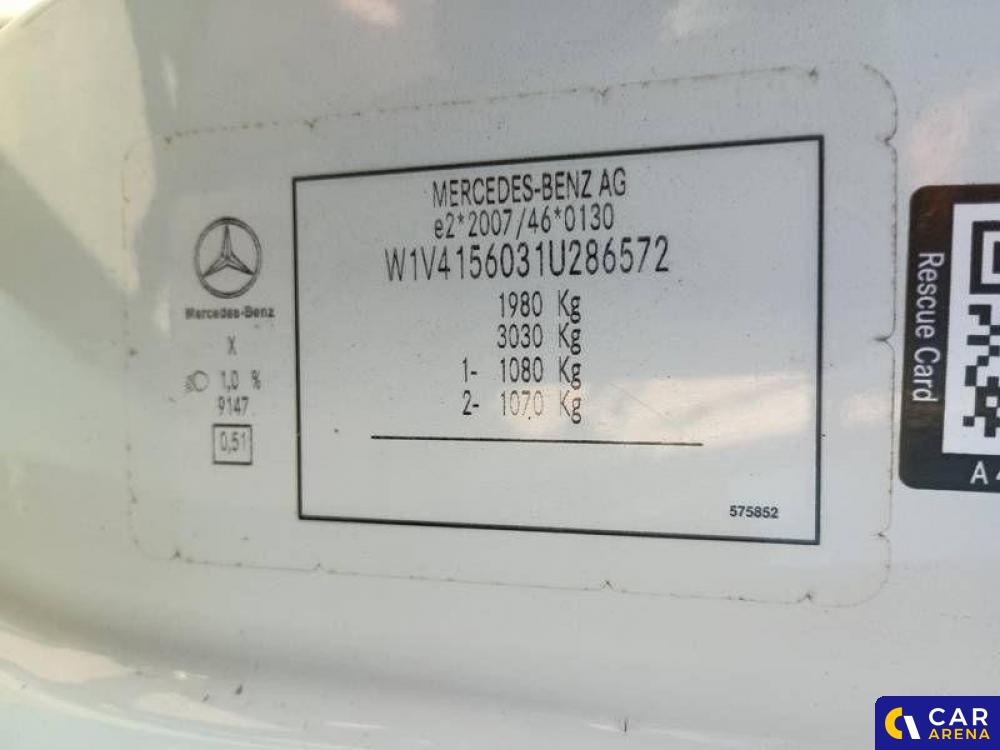 MERCEDES-BENZ AG
e2*2007/46*0130
W1V4156031U286572
1980 Kg
3030 Kg
1- 1080 Kg
2- 1070 Kg
575852
Mercedes-Benz
X
1,0 %
9147
0,51
Rescue Card
A 4
CAR
ARENA